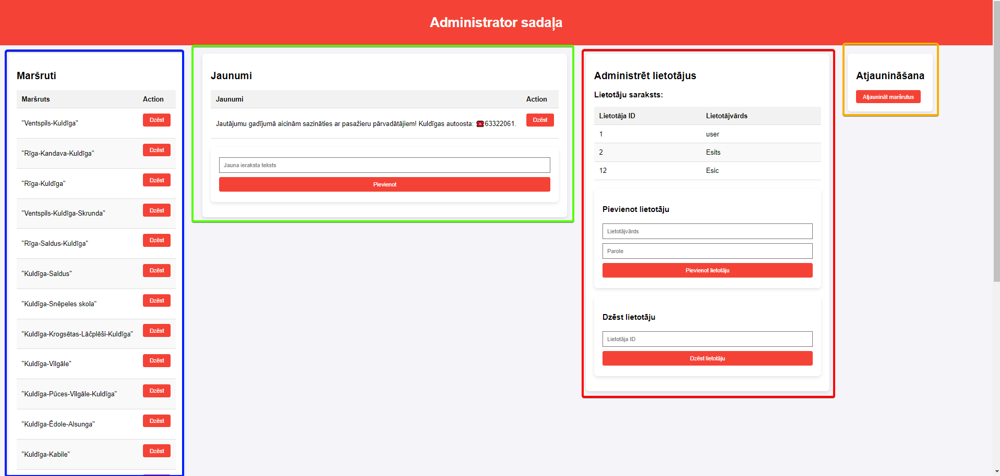 Administrator sadaļa
Maršruti
Maršruts Action
"Ventspils-Kuldīga" Dzēst
"Rīga-Kandava-Kuldīga" Dzēst
"Rīga-Kuldīga" Dzēst
"Ventspils-Kuldīga-Skrunda" Dzēst
"Rīga-Saldus-Kuldīga" Dzēst
"Kuldīga-Saldus" Dzēst
"Kuldīga-Snēpeles skola" Dzēst
"Kuldīga-Krogsētas-Lāčplēši-Kuldīga" Dzēst
"Kuldīga-Vilgāle" Dzēst
"Kuldīga-Pūces-Vilgāle-Kuldīga" Dzēst
"Kuldīga-Ēdole-Alsunga" Dzēst
"Kuldīga-Kabile" Dzēst
Jaunumi
Jaunumi Action
Jautājumu gadījumā aicinām sazināties ar pasažieru pārvadātājiem! Kuldīgas autoosta: ☎63322061. Dzēst
Jauna ieraksta teksts
Pievienot
Administrēt lietotājus
Lietotāju saraksts:
Lietotāja ID Lietotājvārds
1 user
2 Esits
12 Esic
Pievienot lietotāju
Lietotājvārds
Parole
Pievienot lietotāju
Dzēst lietotāju
Lietotāja ID
Dzēst lietotāju
Atjaunināšana
Atjaunināt maršrutus